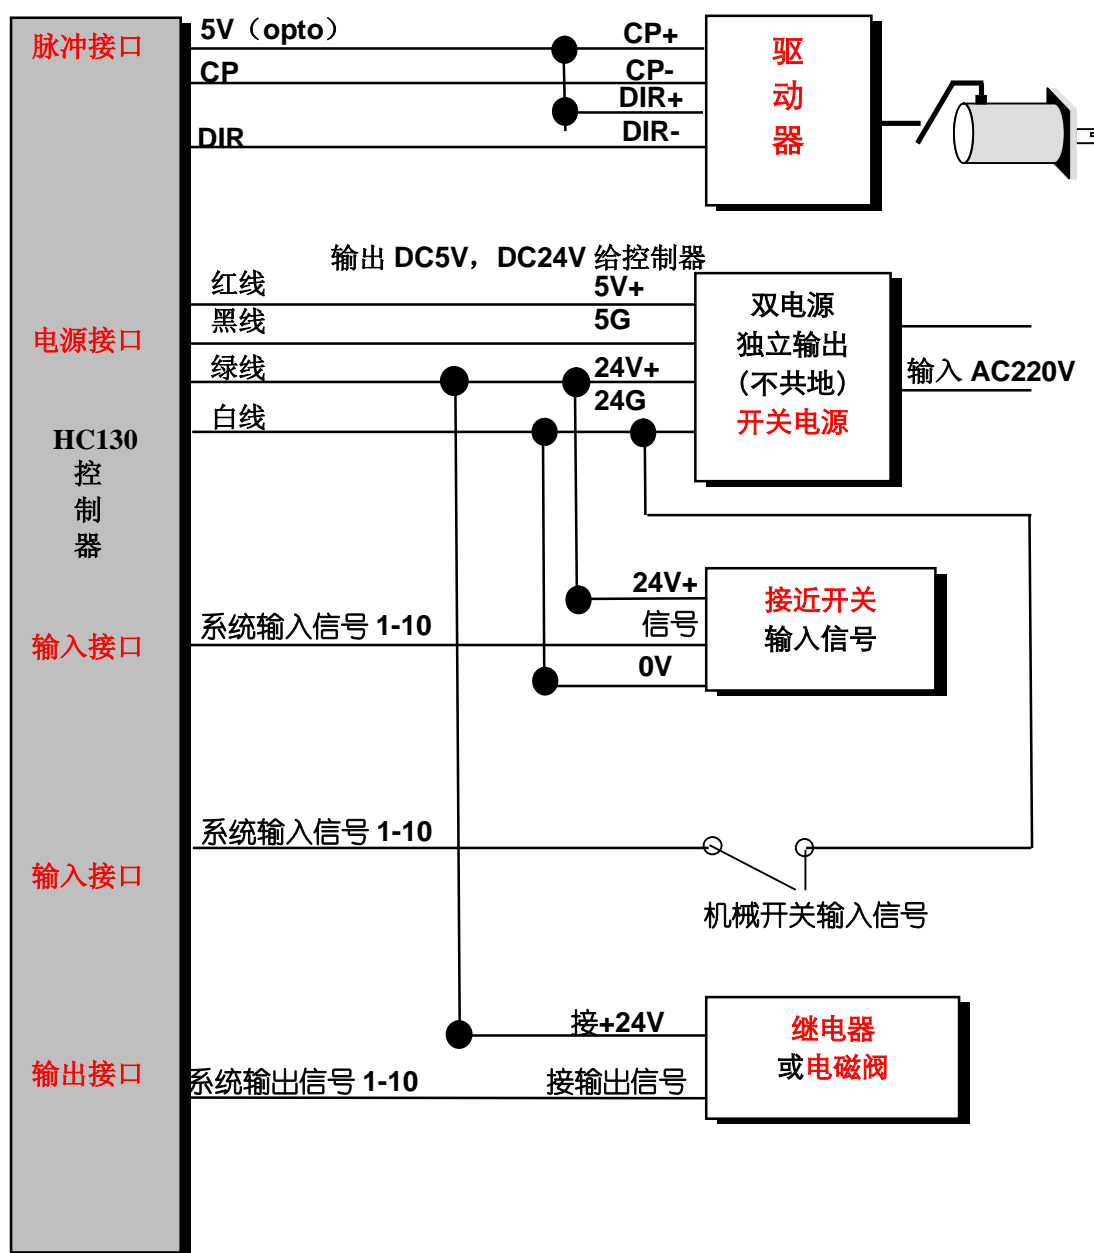 脉冲接口
5V（opto）
CP+
CP
CP-
DIR+
DIR
DIR-
驱
动
器
输出 DC5V，DC24V 给控制器
红线
5V+
黑线
5G
电源接口
绿线
24V+
白线
24G
双电源
独立输出
（不共地）
开关电源
输入 AC220V
HC130
控
制
器
24V+
接近开关
输入信号
系统输入信号 1-10
信号
输入接口
0V
系统输入信号 1-10
输入接口
机械开关输入信号
接+24V
继电器
或电磁阀
输出接口
系统输出信号 1-10
接输出信号